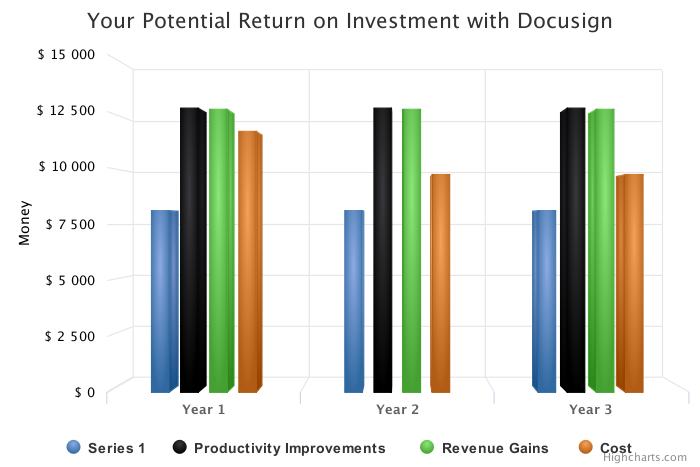 Your Potential Return on Investment with Docusign
$ 15 000
$ 12 500
$ 10 000
$ 7 500
$ 5 000
$ 2 500
$ 0
Money
Year 1 Year 2 Year 3
Series 1 Productivity Improvements Revenue Gains Cost
Highcharts.com